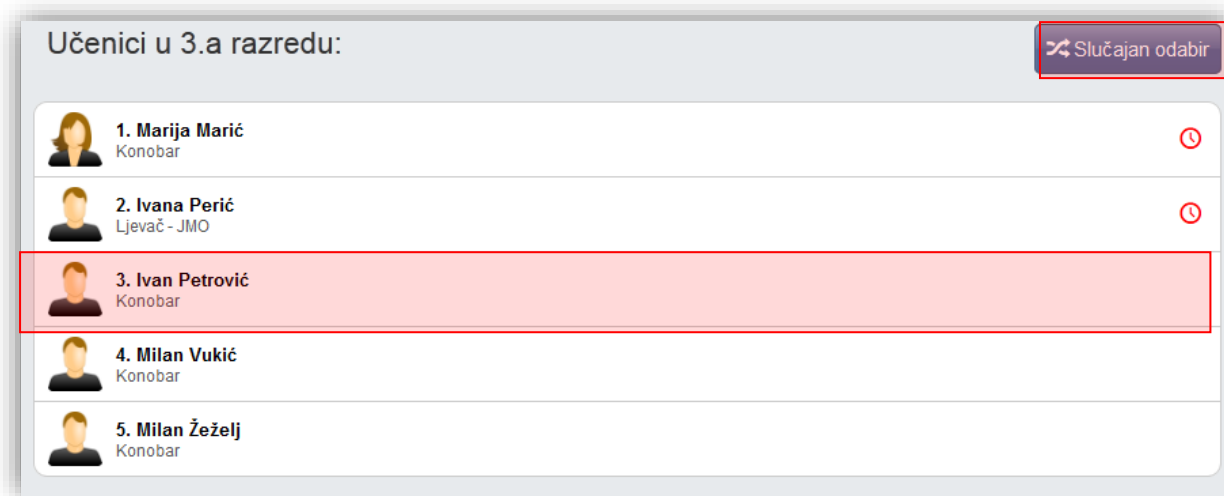 Učenici u 3.a razredu:
Slučajan odabir
1. Marija Marić
Konobar
2. Ivana Perić
Ljevač - JMO
3. Ivan Petrović
Konobar
4. Milan Vukić
Konobar
5. Milan Žeželj
Konobar